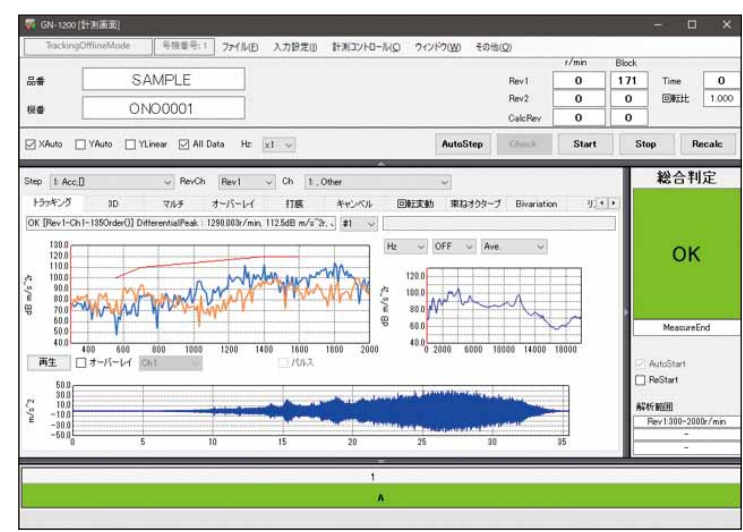 GN-1200 [計測画面]
TrackingOfflineMode 号機番号: 1 ファイル(F) 入力設定(I) 計測コントロール(C) ウィンドウ(W) その他(O)
r/min Block
品番 SAMPLE Rev1 0 171 Time 0
Rev2 0 0 回転比 1.000
機番 ONO0001
CalcRev 0 0
XAuto YAuto YLinear All Data Hz x1 AutoStep Check Start Stop Recalc
Step 1: Acc,[] RevCh Rev1 Ch 1: , Other 総合判定
トラッキング 3D マルチ オーバーレイ 打痕 キャンベル 回転変動 束ねオクターブ Bivariation リ
OK [Rev1-Ch1-135Order()] DifferentialPeak : 1290.003r/min, 112.5dB m/s^2r, #1
Hz OFF Ave.
OK
130.0
120.0
110.0
100.0
90.0
80.0
70.0
60.0
50.0
40.0
dB m/s^2r
400 600 800 1000 1200 1400 1600 1800 2000
120.0
100.0
80.0
60.0
40.0
dB m/s^2r
0 2000 6000 10000 14000 18000
MeasureEnd
再生 オーバーレイ Ch1 パルス
AutoStart
ReStart
50.0
30.0
10.0
-10.0
-30.0
-50.0
m/s^2
0 5 10 15 20 25 30 35
解析範囲
Rev1:300-2000r/min
-
-
1
A